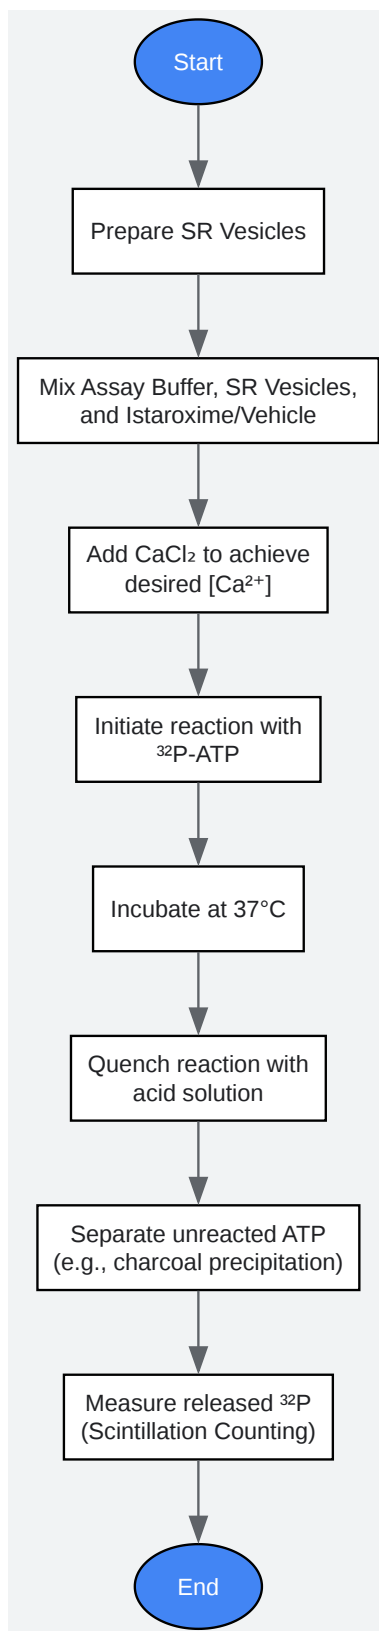 Start
Prepare SR Vesicles
Mix Assay Buffer, SR Vesicles,
and Istaroxime/Vehicle
Add CaCl₂ to achieve
desired [Ca²⁺]
Initiate reaction with
³²P-ATP
Incubate at 37°C
Quench reaction with
acid solution
Separate unreacted ATP
(e.g., charcoal precipitation)
Measure released ³²P
(Scintillation Counting)
End